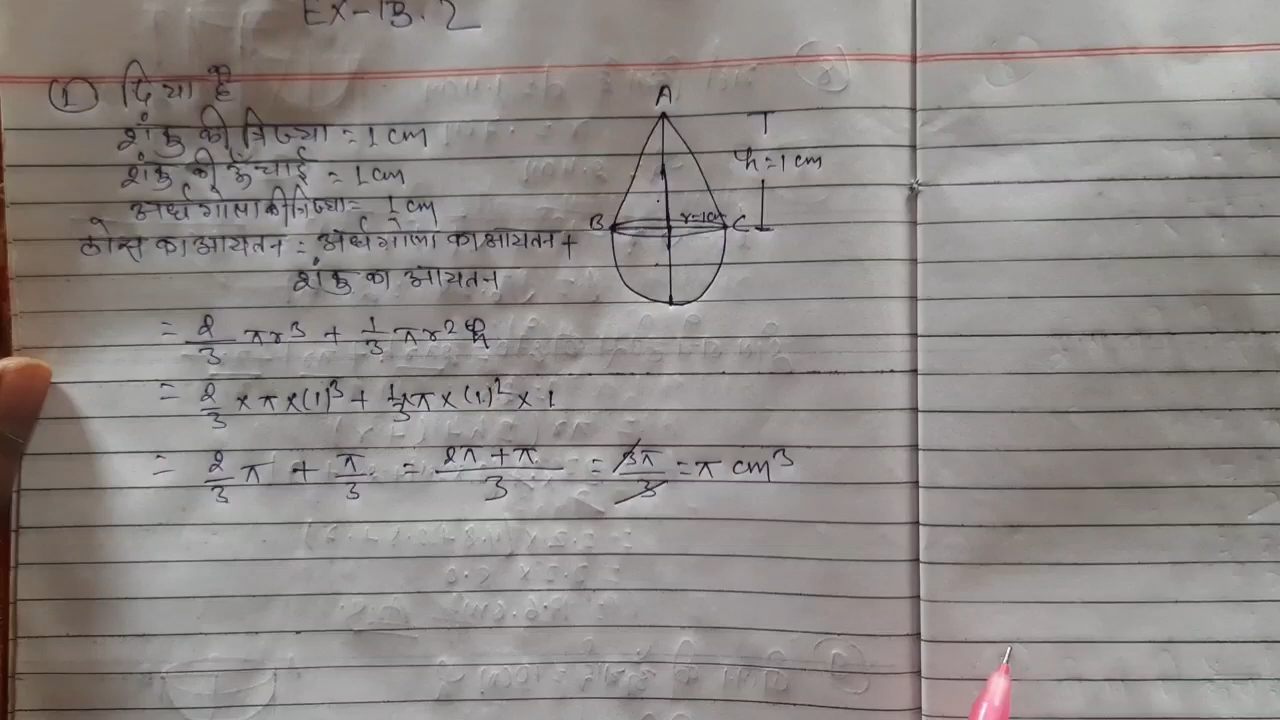 EX-13.2
① दिया है
शंकु की त्रिज्या = 1 cm
शंकु की ऊँचाई = 1 cm
अर्धगोला की त्रिज्या = 1 cm
ठोस का आयतन = अर्धगोला का आयतन +
शंकु का आयतन
= 2/3 πr³ + 1/3 πr²h
= 2/3 × π × (1)³ + 1/3 × π × (1)² × 1
= 2/3 π + π/3 = 2π + π/3 = 3π/3 = π cm³
A
h = 1 cm
B
r=1cm
C